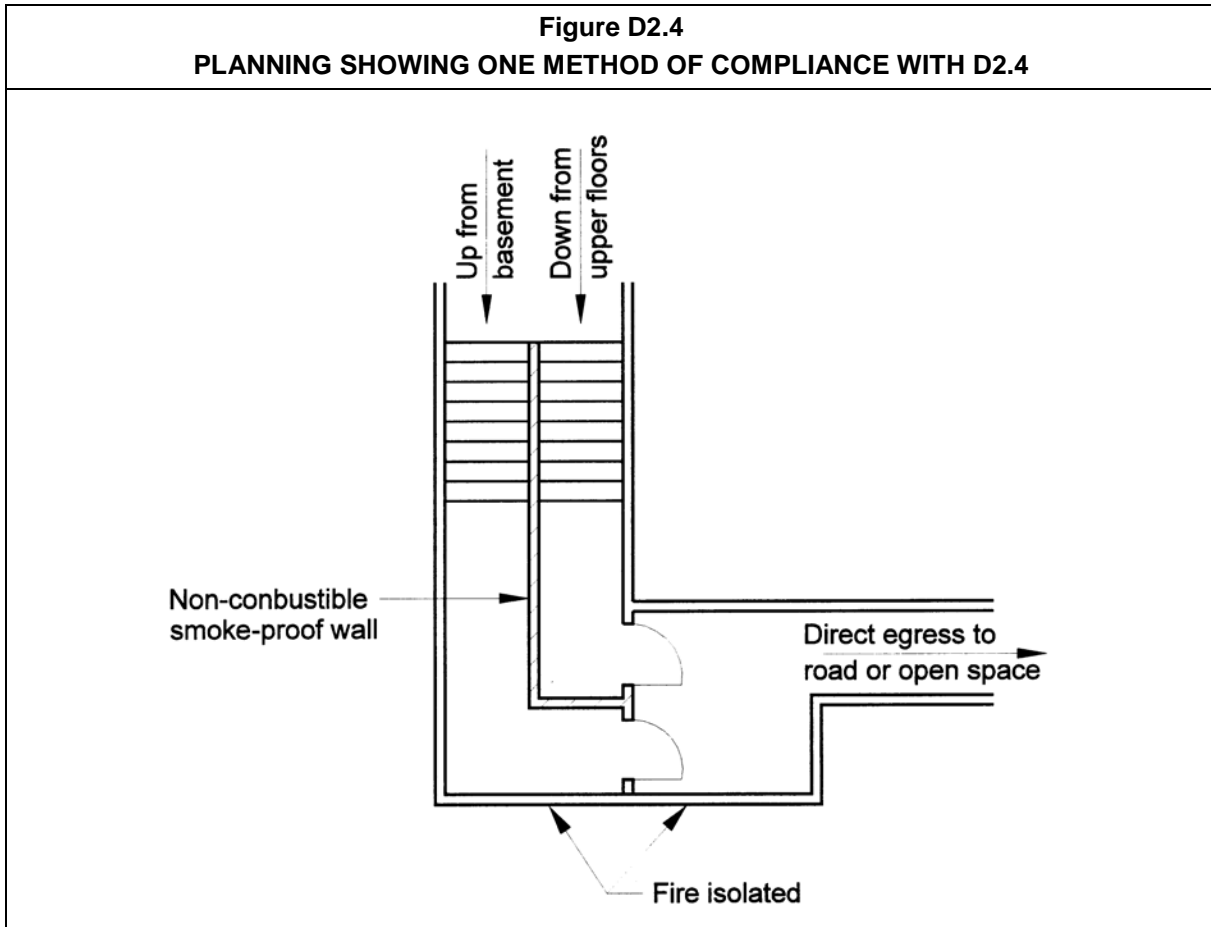 Figure D2.4
PLANNING SHOWING ONE METHOD OF COMPLIANCE WITH D2.4
Up from
basement
Down from
upper floors
Non-conbustible
smoke-proof wall
Direct egress to
road or open space
Fire isolated